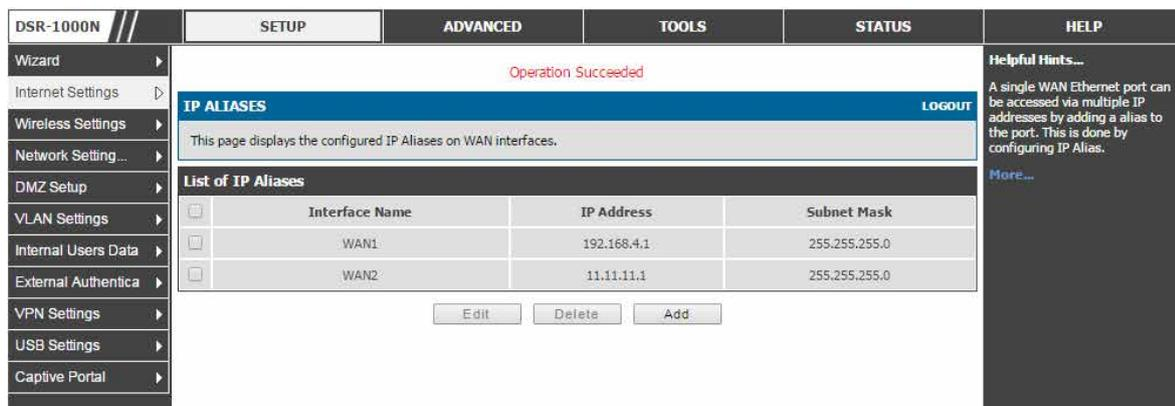 DSR-1000N
SETUP
ADVANCED
TOOLS
STATUS
HELP
Wizard
Internet Settings
Wireless Settings
Network Setting...
DMZ Setup
VLAN Settings
Internal Users Data
External Authentica
VPN Settings
USB Settings
Captive Portal
Operation Succeeded
IP ALIASES
LOGOUT
This page displays the configured IP Aliases on WAN interfaces.
List of IP Aliases
Interface Name IP Address Subnet Mask
WAN1 192.168.4.1 255.255.255.0
WAN2 11.11.11.1 255.255.255.0
Edit Delete Add
Helpful Hints...
A single WAN Ethernet port can
be accessed via multiple IP
addresses by adding a alias to
the port. This is done by
configuring IP Alias.
More...